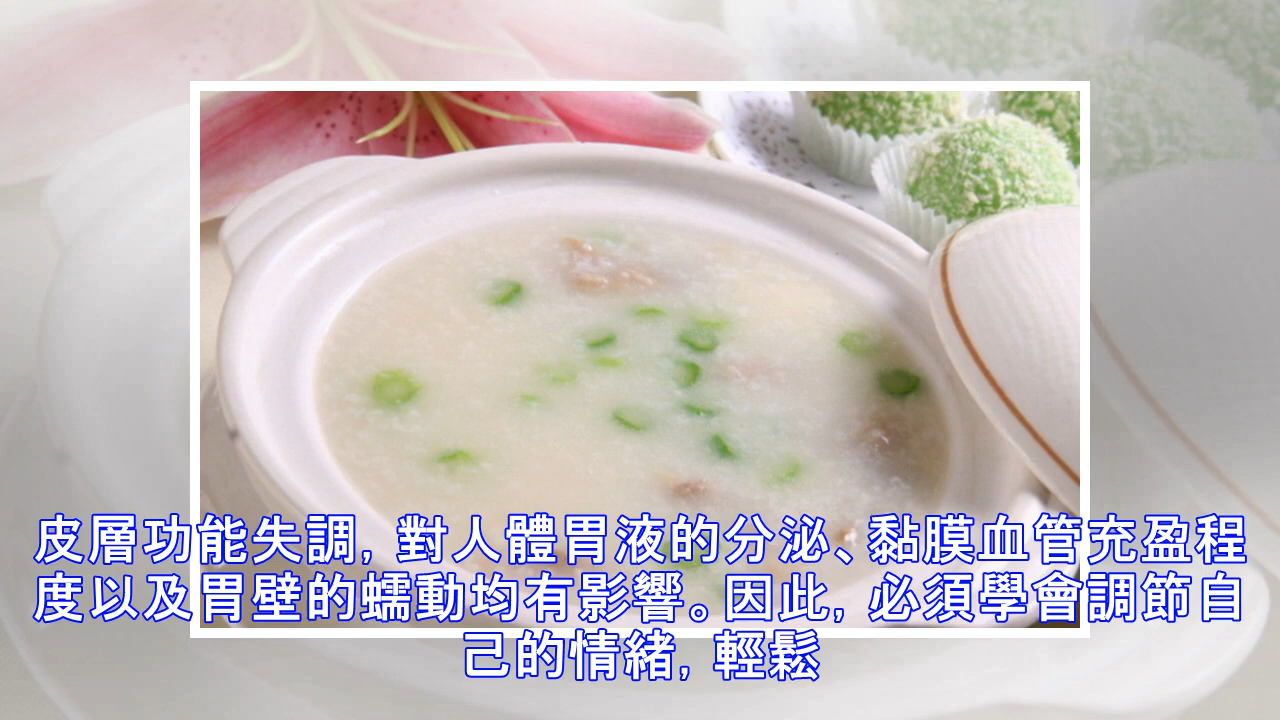 皮層功能失調, 對人體胃液的分泌、黏膜血管充盈程
度以及胃壁的蠕動均有影響。因此, 必須學會調節自
己的情緒, 輕鬆